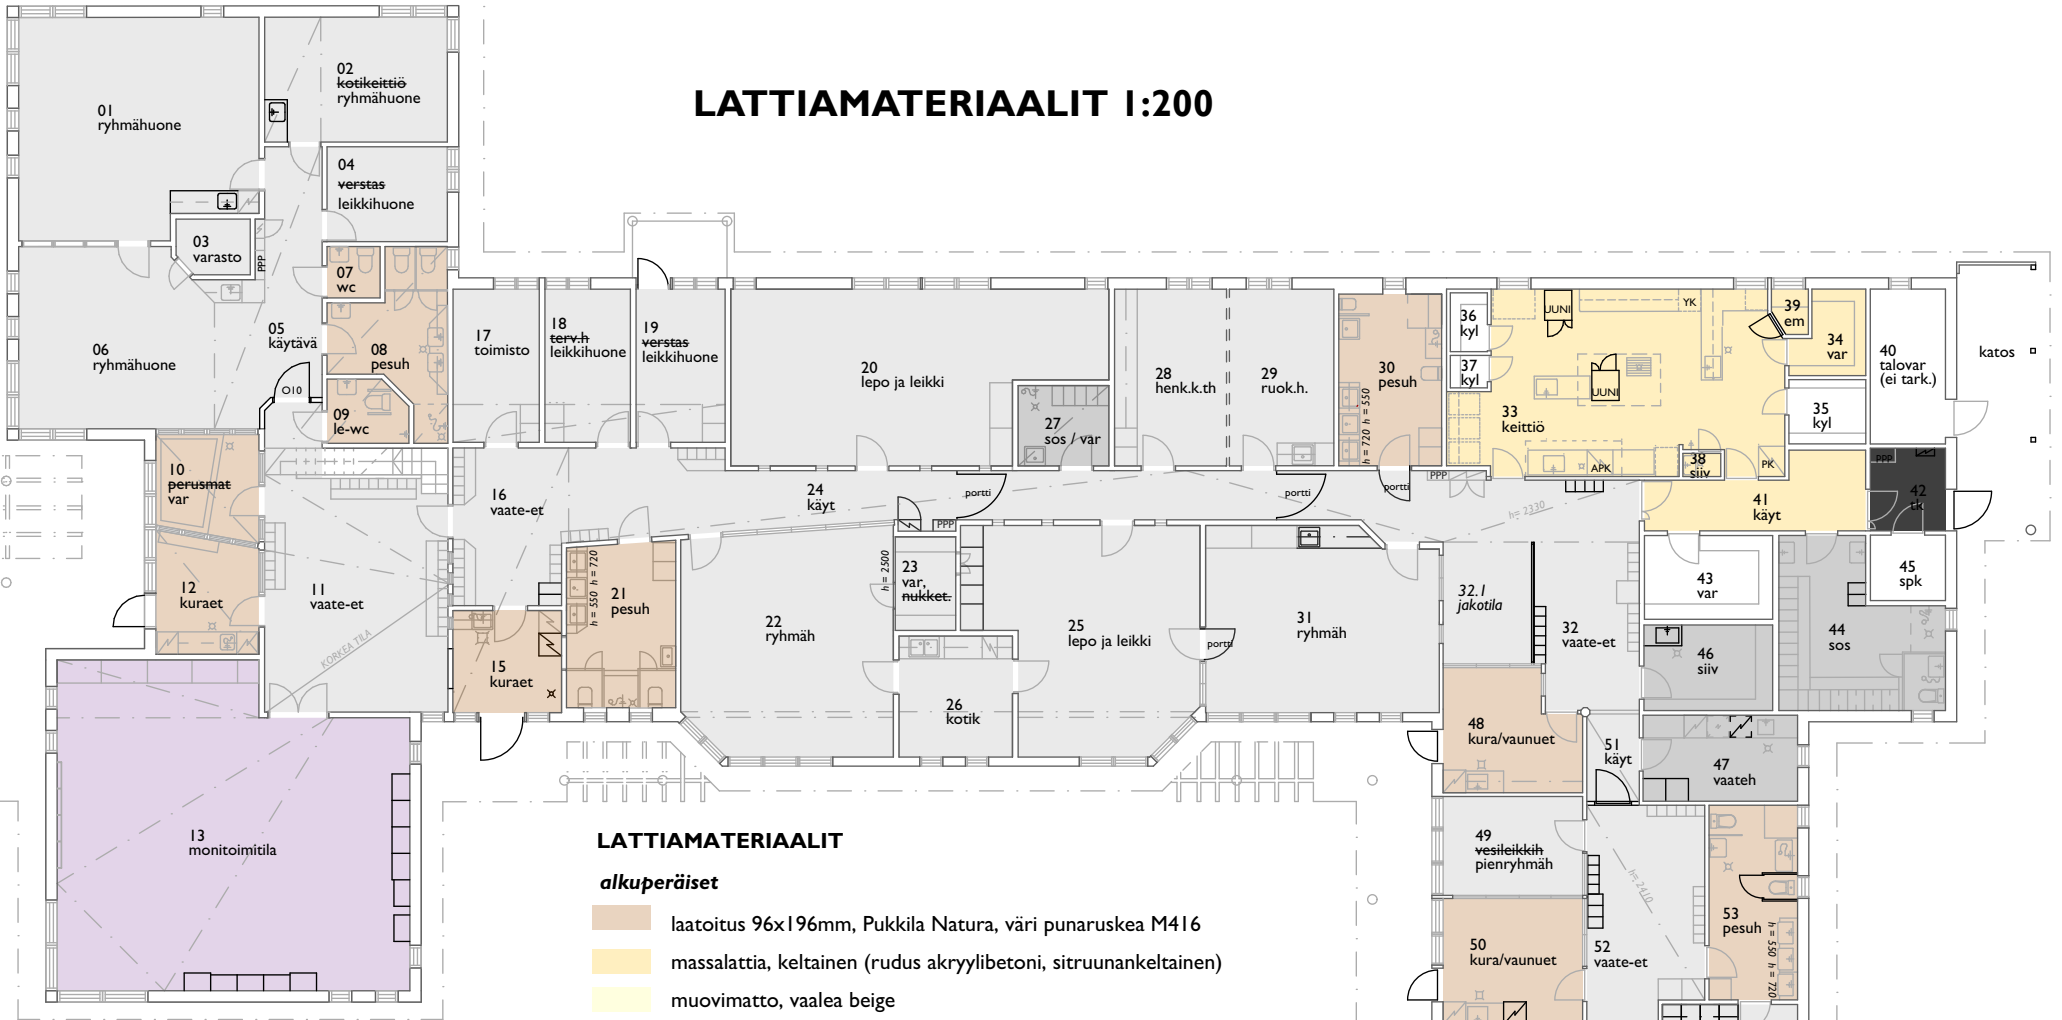 LATTIAMATERIAALIT 1:200
01
ryhmähuone
02
kotikeittiö
ryhmähuone
03
varasto
04
verstas
leikkihuone
PPP
05
käytävä
06
ryhmähuone
07
wc
08
pesuh
09
le-wc
O10
10
perusmat
var
11
vaate-et
KORKEA TILA
12
kuraet
13
monitoimitila
15
kuraet
16
vaate-et
17
toimisto
18
terv.h
leikkihuone
19
verstas
leikkihuone
20
lepo ja leikki
21
pesuh
h = 550 h = 720
22
ryhmäh
23
var,
nukket.
h = 2500
24
käyt
PPP
portti
25
lepo ja leikki
26
kotik
27
sos / var
28
henk.k.th
29
ruok.h.
portti
30
pesuh
h = 720 h = 550
portti
PPP
31
ryhmäh
portti
32
vaate-et
h= 2330
32.1
jakotila
33
keittiö
UUNI
UUNI
YK
APK
PK
34
var
35
kyl
36
kyl
37
kyl
38
siiv
39
em
40
talovar
(ei tark.)
katos
41
käyt
42
tk
PPP
43
var
44
sos
45
spk
46
siiv
47
vaateh
48
kura/vaunuet
49
vesileikkih
pienryhmäh
50
kura/vaunuet
51
käyt
52
vaate-et
h= 2410
53
pesuh
h = 550 h = 720
LATTIAMATERIAALIT
alkuperäiset
laatoitus 96x196mm, Pukkila Natura, väri punaruskea M416
massalattia, keltainen (rudus akryylibetoni, sitruunankeltainen)
muovimatto, vaalea beige